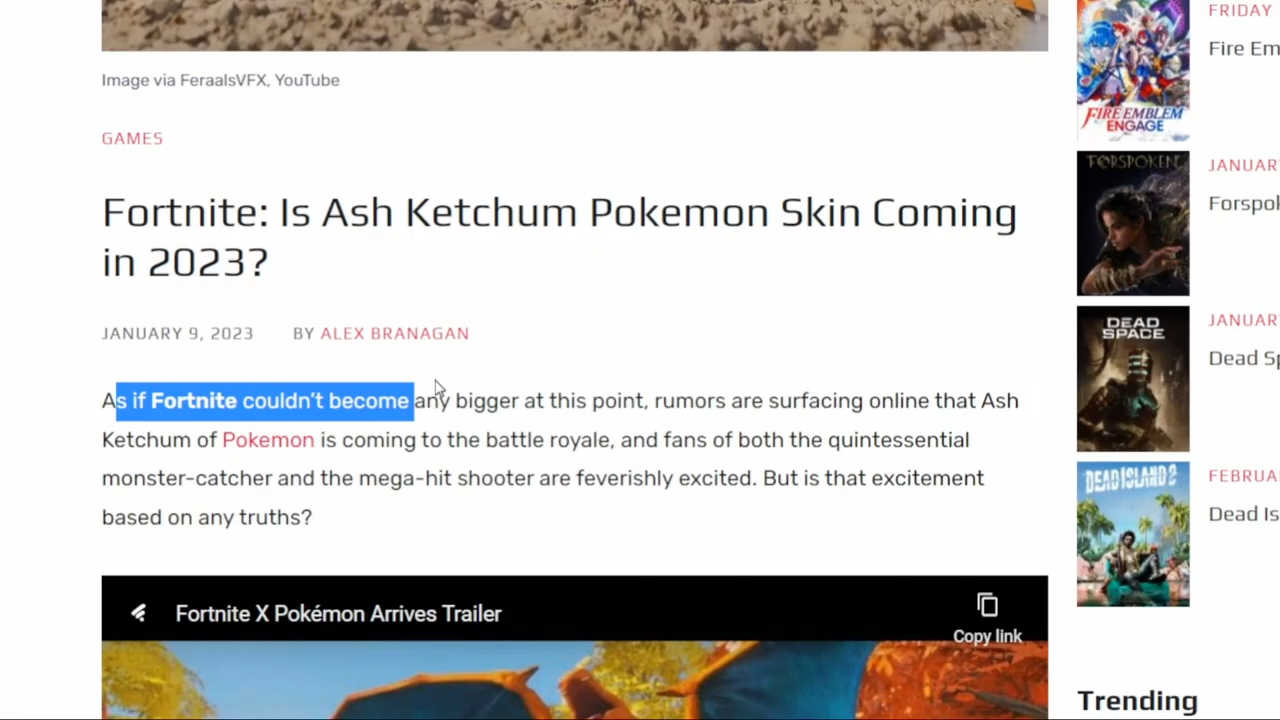 Image via FeraalsVFX, YouTube
GAMES
Fortnite: Is Ash Ketchum Pokemon Skin Coming
in 2023?
JANUARY 9, 2023 BY ALEX BRANAGAN
As if Fortnite couldn't become any bigger at this point, rumors are surfacing online that Ash
Ketchum of Pokemon is coming to the battle royale, and fans of both the quintessential
monster-catcher and the mega-hit shooter are feverishly excited. But is that excitement
based on any truths?
Fortnite X Pokémon Arrives Trailer
Copy link
FRIDAY
Fire Em
FIRE EMBLEM
ENGAGE
FORSPOKEN
JANUAR
Forspok
DEAD
SPACE
JANUAR
Dead Sp
DEAD ISLAND 2
FEBRUA
Dead Is
Trending